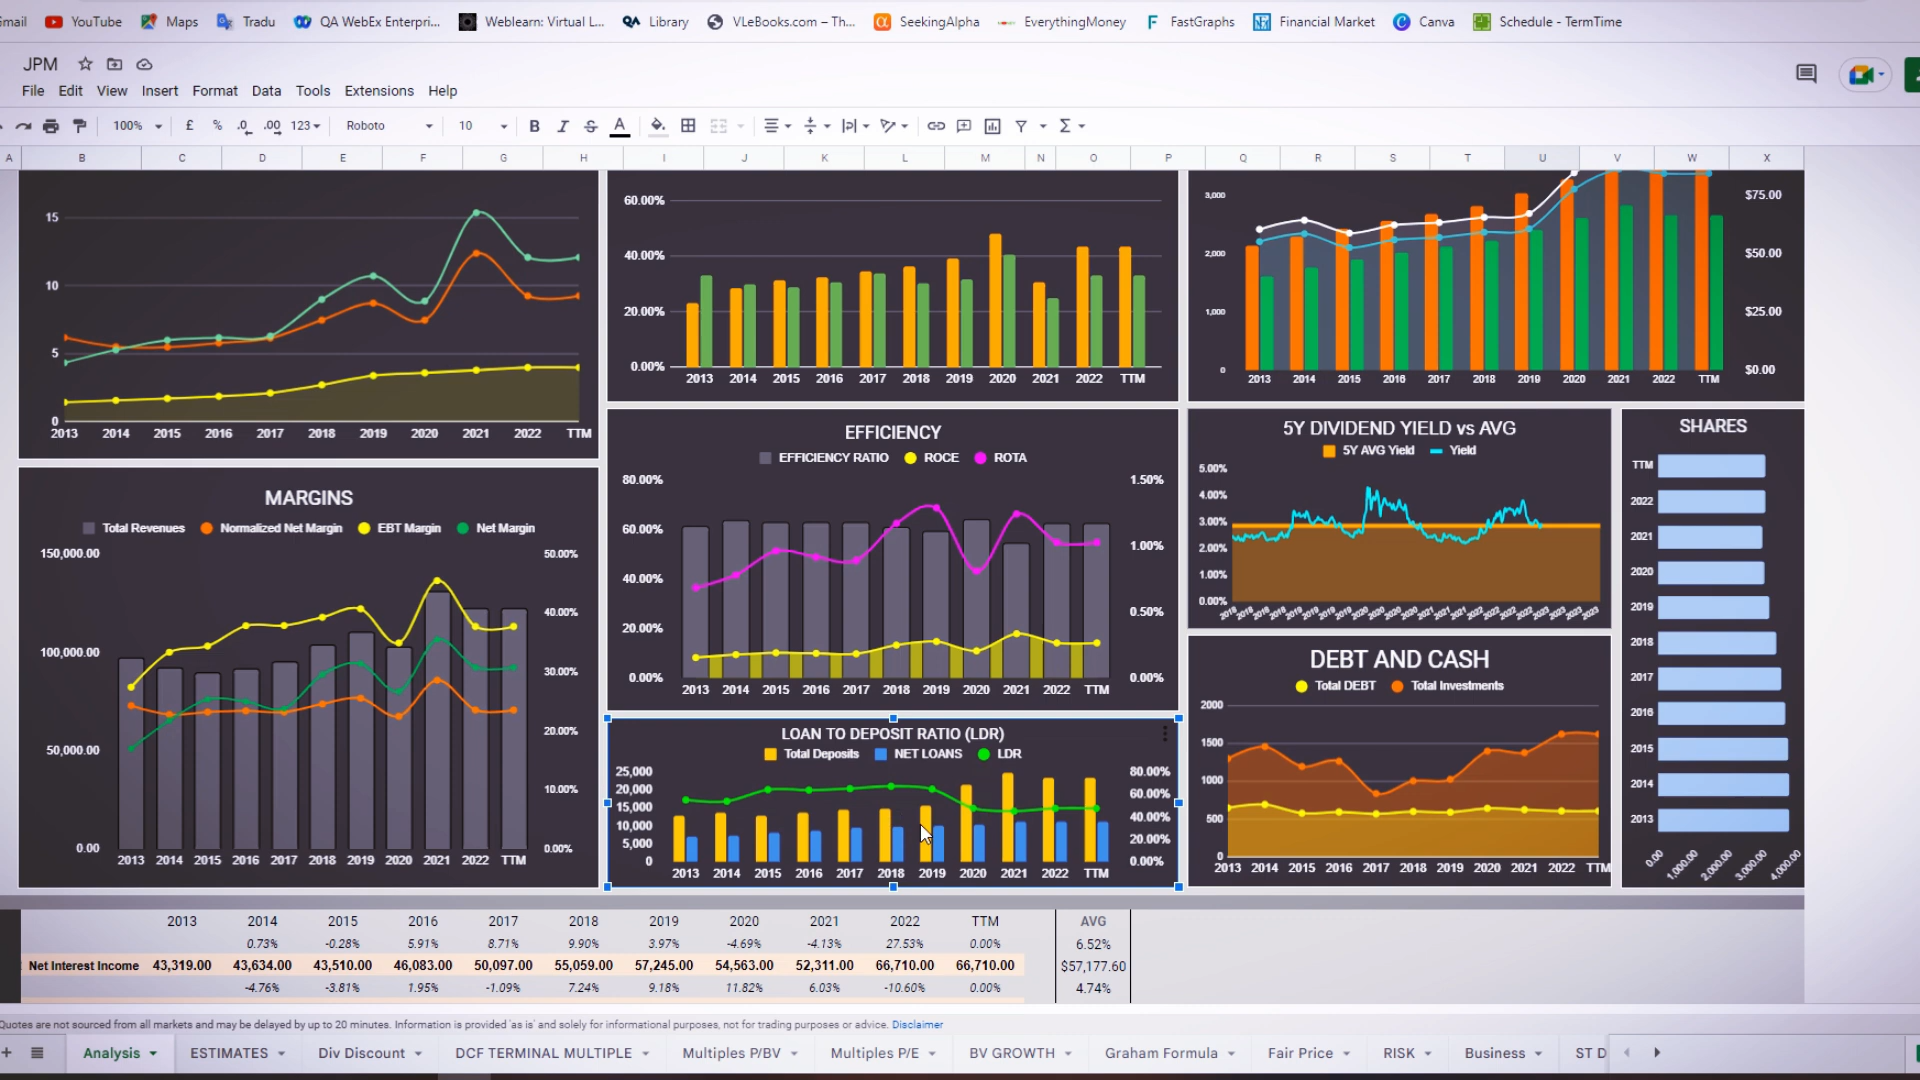 mail YouTube Maps Tradu QA WebEx Enterpri... Weblearn: Virtual L... QA Library VLeBooks.com – Th... SeekingAlpha EverythingMoney F FastGraphs Financial Market Canva Schedule - TermTime
JPM
File Edit View Insert Format Data Tools Extensions Help
100% £ % .0 .00 123 Roboto 10 B I S A
A B C D E F G H I J K L M N O P Q R S T U V W X
15
10
5
0
2013 2014 2015 2016 2017 2018 2019 2020 2021 2022 TTM
60.00%
40.00%
20.00%
0.00%
2013 2014 2015 2016 2017 2018 2019 2020 2021 2022 TTM
3,000 $75.00
2,000 $50.00
1,000 $25.00
0 $0.00
2013 2014 2015 2016 2017 2018 2019 2020 2021 2022 TTM
MARGINS
Total Revenues Normalized Net Margin EBT Margin Net Margin
150,000.00 50.00%
40.00%
100,000.00
30.00%
20.00%
50,000.00
10.00%
0.00 0.00%
2013 2014 2015 2016 2017 2018 2019 2020 2021 2022 TTM
EFFICIENCY
EFFICIENCY RATIO ROCE ROTA
80.00% 1.50%
60.00%
1.00%
40.00%
0.50%
20.00%
0.00% 0.00%
2013 2014 2015 2016 2017 2018 2019 2020 2021 2022 TTM
LOAN TO DEPOSIT RATIO (LDR)
Total Deposits NET LOANS LDR
25,000 80.00%
20,000 60.00%
15,000
10,000 40.00%
5,000 20.00%
0 0.00%
2013 2014 2015 2016 2017 2018 2019 2020 2021 2022 TTM
5Y DIVIDEND YIELD vs AVG
5Y AVG Yield Yield
5.00%
4.00%
3.00%
2.00%
1.00%
0.00%
DEBT AND CASH
Total DEBT Total Investments
2000
1500
1000
500
0
2013 2014 2015 2016 2017 2018 2019 2020 2021 2022 TTM
SHARES
TTM
2022
2021
2020
2019
2018
2017
2016
2015
2014
2013
0.00 1,000.00 2,000.00 3,000.00 4,000.00
2013 2014 2015 2016 2017 2018 2019 2020 2021 2022 TTM AVG
0.73% -0.28% 5.91% 8.71% 9.90% 3.97% -4.69% -4.13% 27.53% 0.00% 6.52%
Net Interest Income 43,319.00 43,634.00 43,510.00 46,083.00 50,097.00 55,059.00 57,245.00 54,563.00 52,311.00 66,710.00 66,710.00 $57,177.60
-4.76% -3.81% 1.95% -1.09% 7.24% 9.18% 11.82% 6.03% -10.60% 0.00% 4.74%
Quotes are not sourced from all markets and may be delayed by up to 20 minutes. Information is provided 'as is' and solely for informational purposes, not for trading purposes or advice. Disclaimer
Analysis ESTIMATES Div Discount DCF TERMINAL MULTIPLE Multiples P/BV Multiples P/E BV GROWTH Graham Formula Fair Price RISK Business ST D